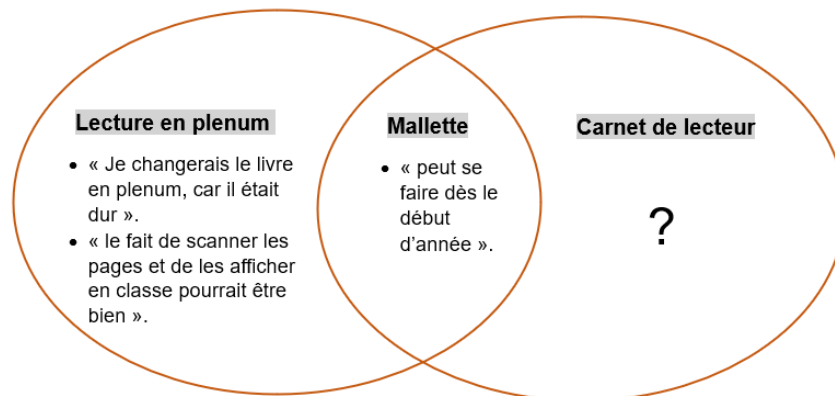 Lecture en plenum
• « Je changerais le livre
en plenum, car il était
dur ».
• « le fait de scanner les
pages et de les afficher
en classe pourrait être
bien ».
Mallette
• « peut se
faire dès le
début
d’année ».
Carnet de lecteur
?